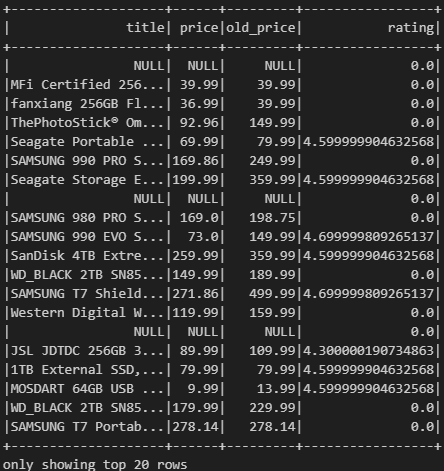 +--------------------+------+---------+-----------------+
|               title| price|old_price|           rating|
+--------------------+------+---------+-----------------+
|                NULL|  NULL|     NULL|              0.0|
|MFi Certified 256...| 39.99|    39.99|              0.0|
|fanxiang 256GB Fl...| 36.99|    39.99|              0.0|
|ThePhotoStick® Om...| 92.96|   149.99|              0.0|
|Seagate Portable ...| 69.99|    79.99|4.599999904632568|
|SAMSUNG 990 PRO S...|169.86|   249.99|              0.0|
|Seagate Storage E...|199.99|   359.99|4.599999904632568|
|                NULL|  NULL|     NULL|              0.0|
|SAMSUNG 980 PRO S...| 169.0|   198.75|              0.0|
|SAMSUNG 990 EVO S...|  73.0|   149.99|4.699999809265137|
|SanDisk 4TB Extre...|259.99|   359.99|4.599999904632568|
|WD_BLACK 2TB SN85...|149.99|   189.99|              0.0|
|SAMSUNG T7 Shield...|271.86|   499.99|4.699999809265137|
|Western Digital W...|119.99|   159.99|              0.0|
|                NULL|  NULL|     NULL|              0.0|
|JSL JDTDC 256GB 3...| 89.99|   109.99|4.300000190734863|
|1TB External SSD,...| 79.99|    79.99|4.599999904632568|
|MOSDART 64GB USB ...|  9.99|    13.99|4.599999904632568|
|WD_BLACK 2TB SN85...|179.99|   229.99|              0.0|
|SAMSUNG T7 Portab...|278.14|   278.14|              0.0|
+--------------------+------+---------+-----------------+
only showing top 20 rows